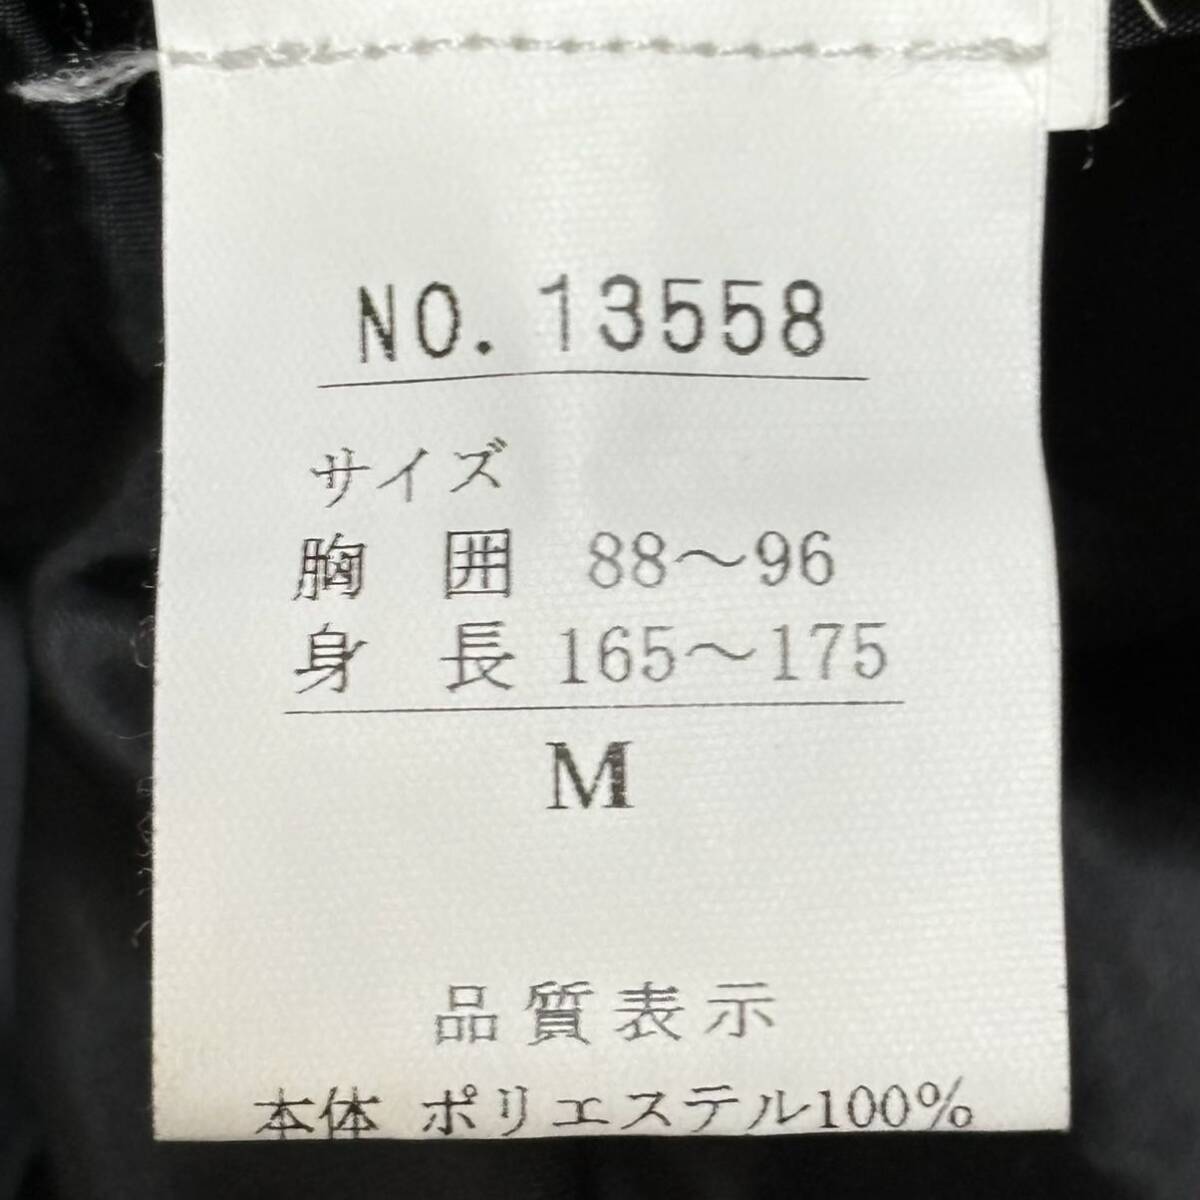 NO. 13558
サイズ
胸 囲 88～96
身 長 165～175
M
品質表示
本体 ポリエステル100%